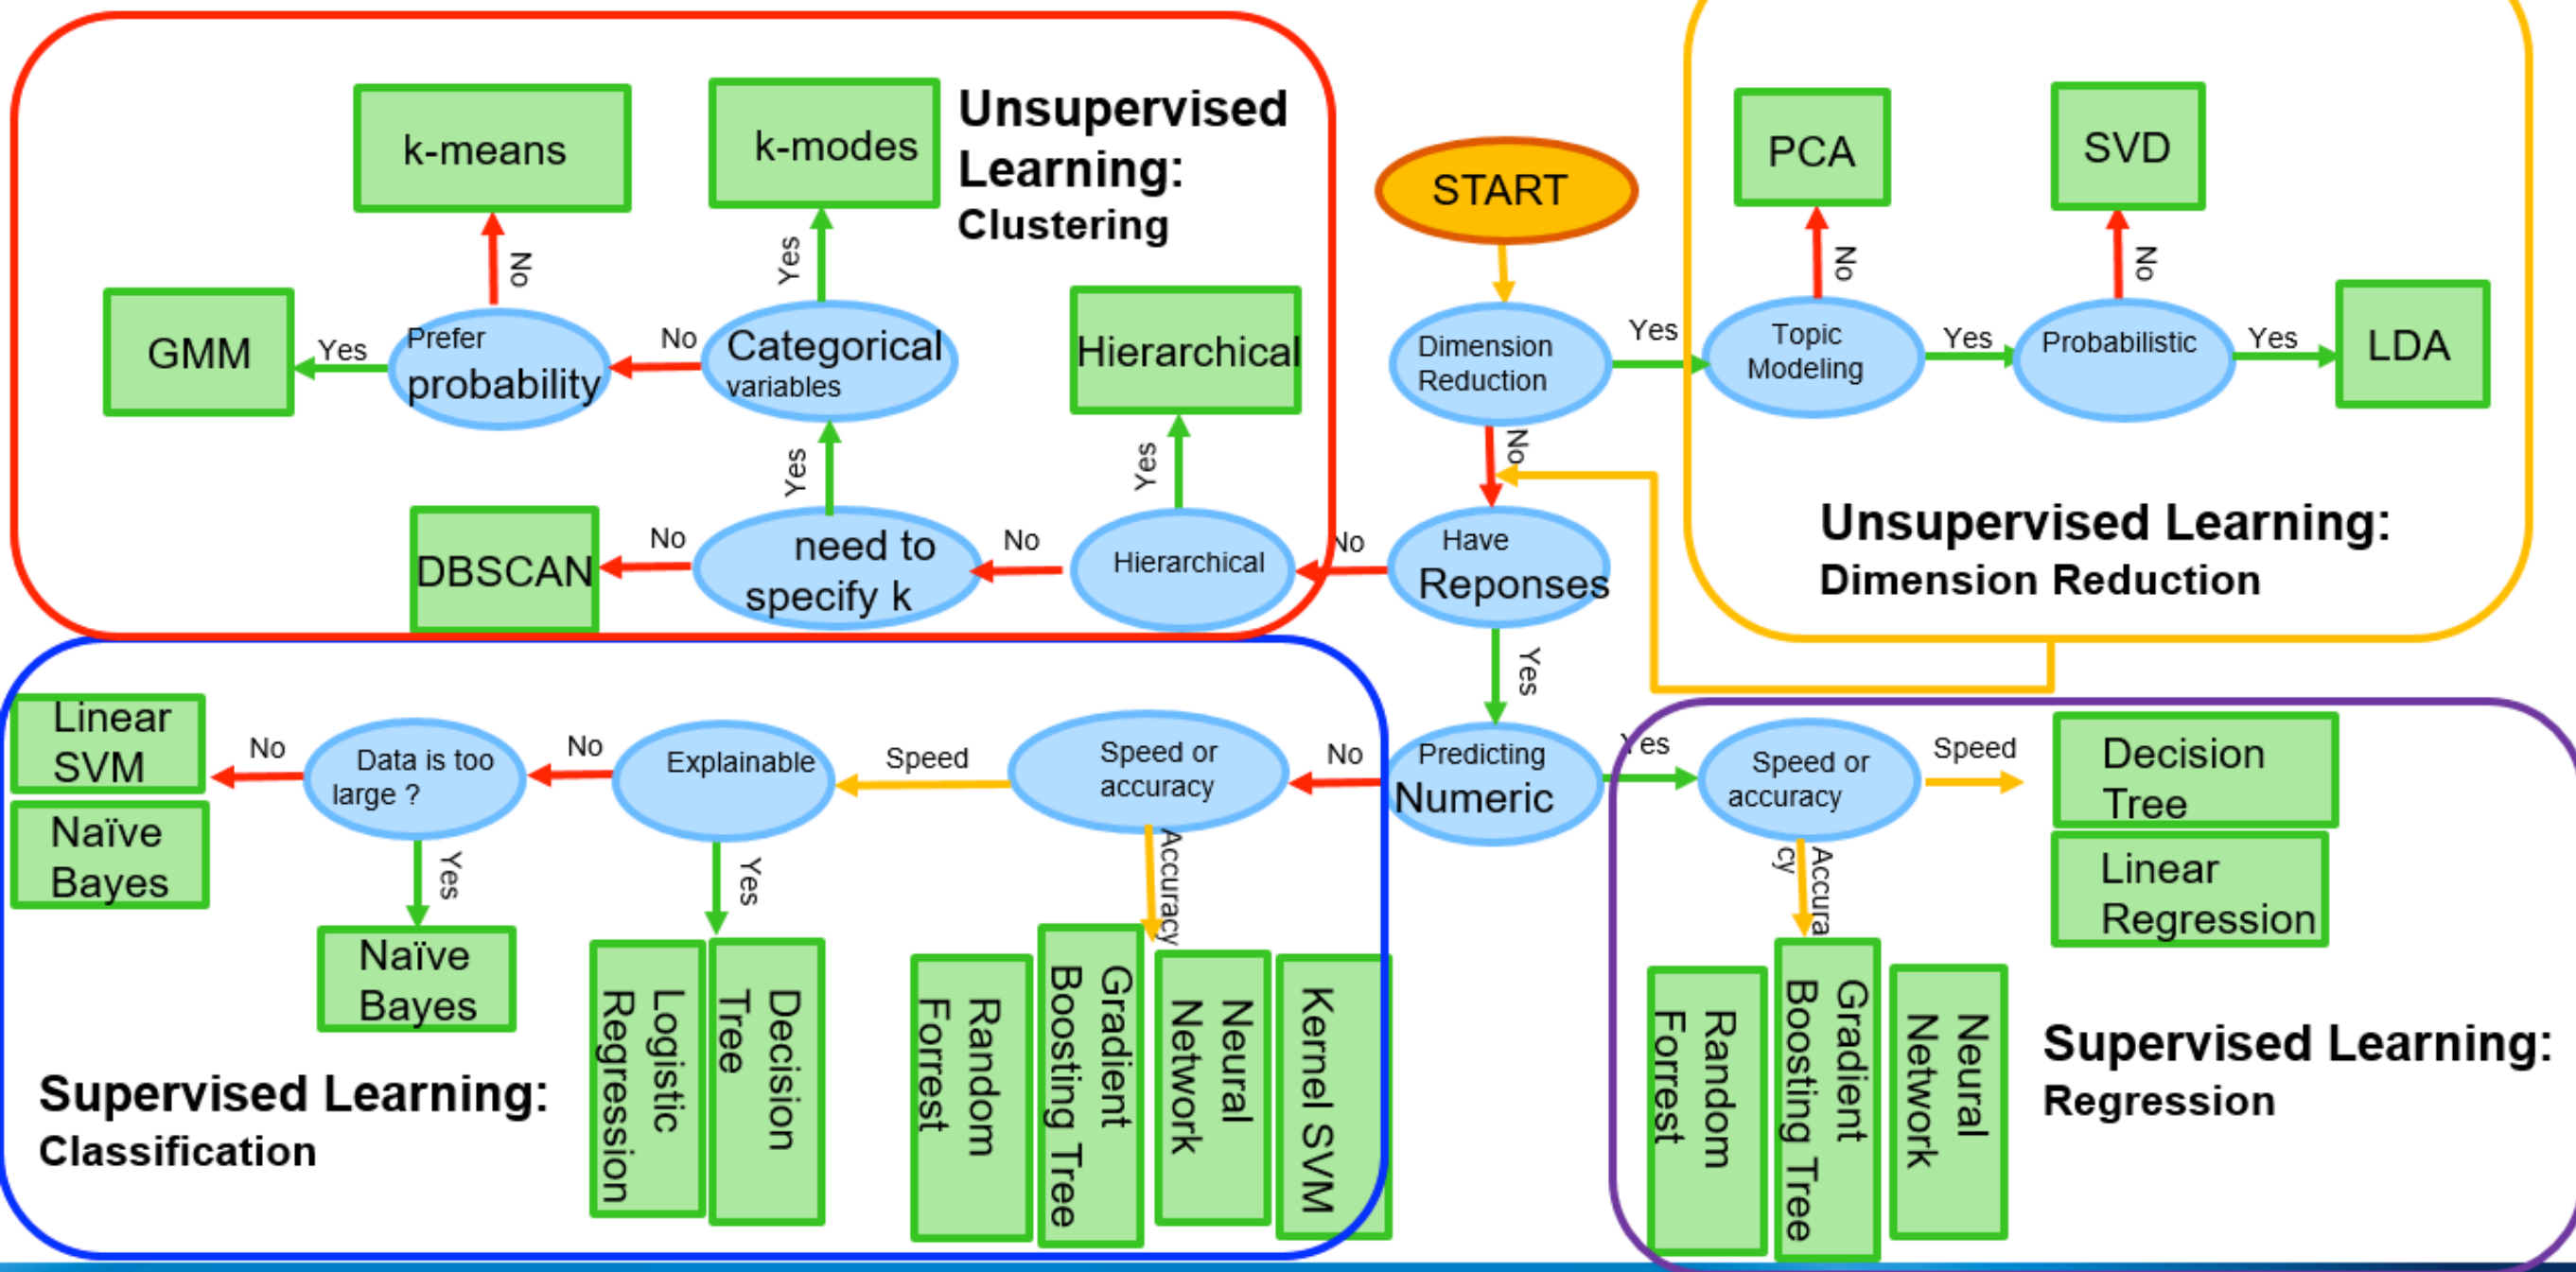 Unsupervised
Learning:
Clustering
k-means
k-modes
START
PCA
SVD
No
Yes
No
No
GMM
Yes
Prefer
probability
No
Categorical
variables
Hierarchical
Dimension
Reduction
Yes
Topic
Modeling
Yes
Probabilistic
Yes
LDA
Yes
Yes
No
DBSCAN
No
need to
specify k
No
Hierarchical
No
Have
Reponses
Unsupervised Learning:
Dimension Reduction
Yes
Linear
SVM
No
Data is too
large ?
No
Explainable
Speed
Speed or
accuracy
No
Predicting
Numeric
Yes
Speed or
accuracy
Speed
Decision
Tree
Naïve
Bayes
Yes
Yes
Accuracy
Accura
cy
Linear
Regression
Naïve
Bayes
Logistic
Regression
Decision
Tree
Random
Forrest
Gradient
Boosting Tree
Neural
Network
Kernel SVM
Random
Forrest
Gradient
Boosting Tree
Neural
Network
Supervised Learning:
Classification
Supervised Learning:
Regression